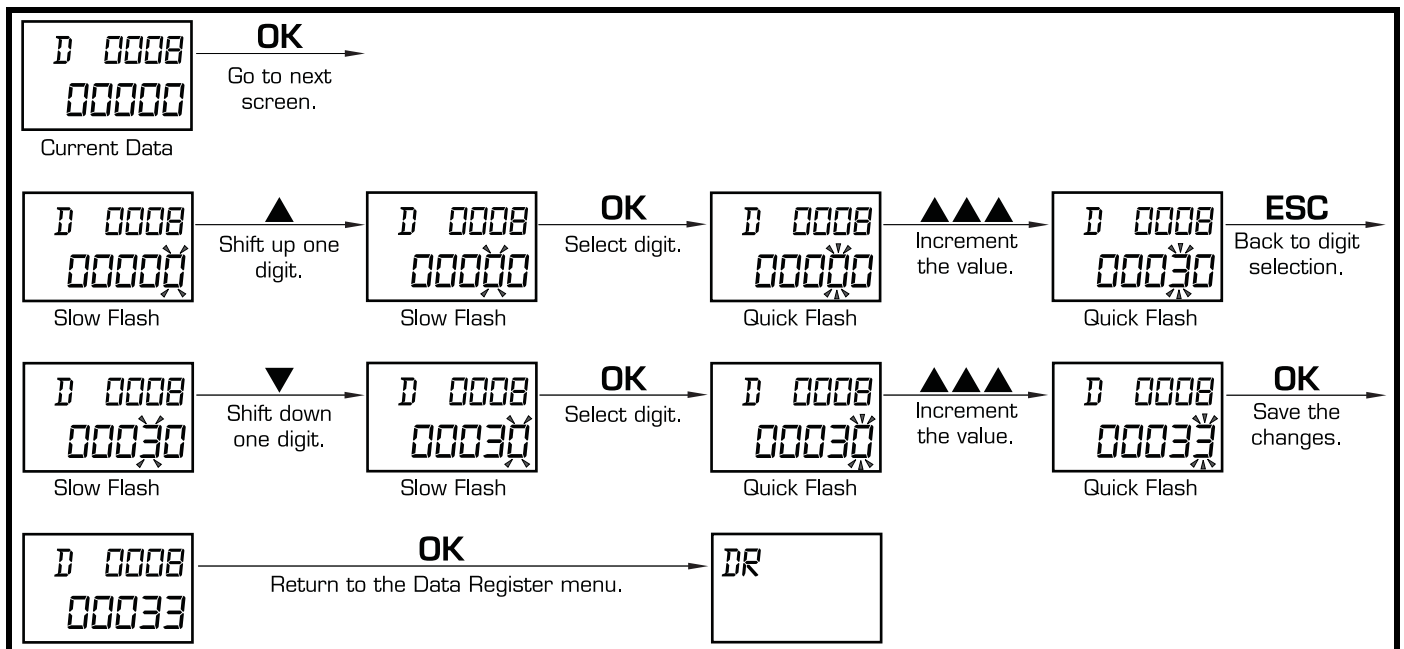 D 0008
00000
Current Data
OK
Go to next
screen.
D 0008
00000
Slow Flash
Shift up one
digit.
D 0008
00000
Slow Flash
OK
Select digit.
D 0008
00000
Quick Flash
Increment
the value.
D 0008
00030
Quick Flash
ESC
Back to digit
selection.
D 0008
00030
Slow Flash
Shift down
one digit.
D 0008
00030
Slow Flash
OK
Select digit.
D 0008
00030
Quick Flash
Increment
the value.
D 0008
00033
Quick Flash
OK
Save the
changes.
D 0008
00033
OK
Return to the Data Register menu.
DR